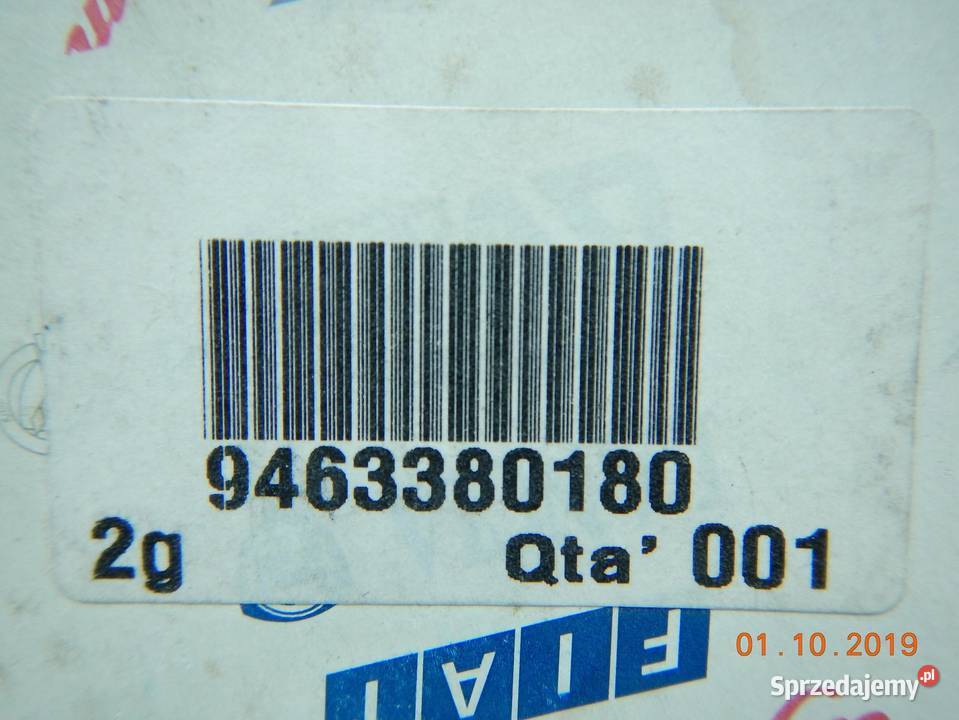 9463380180
2g Qta' 001
FIAT
01.10.2019
Sprzedajemy.pl